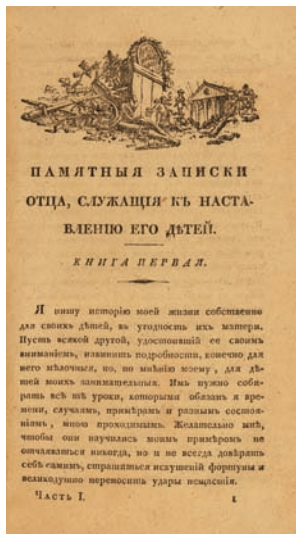 ПАМЯТНЫЯ ЗАПИСКИ
ОТЦА, СЛУЖАЩІЯ КЪ НАСТА-
ВЛЕНІЮ ЕГО ДѢТЕЙ.
КНИГА ПЕРВАЯ.
Я пишу исторію моей жизни собственно
для своихъ дѣтей, въ угодность ихъ матери.
Пусть всякой другой, удостоившій ее своимъ
вниманіемъ, извинитъ подробности, конечно для
него мѣлочныя, но, по мнѣнію моему, для дѣ-
тей моихъ занимательныя. Имъ нужно соби-
рать всѣ тѣ уроки, которыми обязанъ я вре-
мени, случаямъ, примѣрамъ и разнымъ состоя-
ніямъ, мною проходимымъ. Желательно мнѣ,
чтобы они научились моимъ примѣромъ не
отчаяваться никогда, но и не всегда довѣрять
себѣ самимъ, страшиться искушеній фортуны и
великодушно переносить удары нещастія.
Часть I. 1